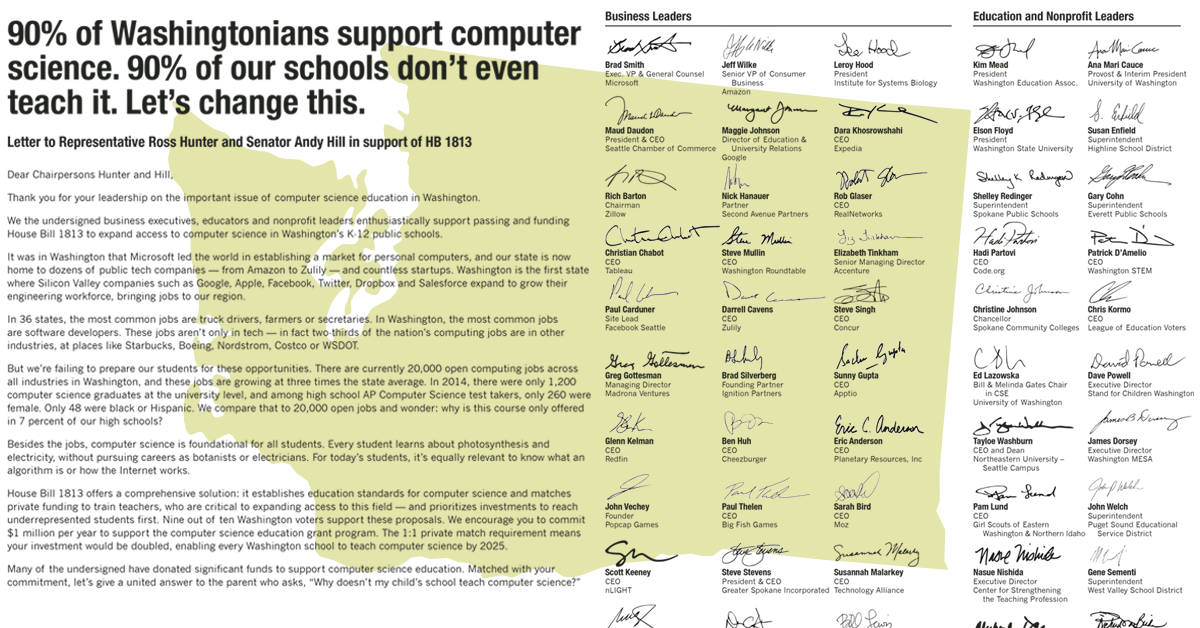 90% of Washingtonians support computer
science. 90% of our schools don’t even
teach it. Let’s change this.
Letter to Representative Ross Hunter and Senator Andy Hill in support of HB 1813
Dear Chairpersons Hunter and Hill,
Thank you for your leadership on the important issue of computer science education in Washington.
We the undersigned business executives, educators and nonprofit leaders enthusiastically support passing and funding
House Bill 1813 to expand access to computer science in Washington’s K-12 public schools.
It was in Washington that Microsoft led the world in establishing a market for personal computers, and our state is now
home to dozens of public tech companies — from Amazon to Zulily — and countless startups. Washington is the first state
where Silicon Valley companies such as Google, Apple, Facebook, Twitter, Dropbox and Salesforce expand to grow their
engineering workforce, bringing jobs to our region.
In 36 states, the most common jobs are truck drivers, farmers or secretaries. In Washington, the most common jobs
are software developers. These jobs aren’t only in tech — in fact two-thirds of the nation’s computing jobs are in other
industries, at places like Starbucks, Boeing, Nordstrom, Costco or WSDOT.
But we’re failing to prepare our students for these opportunities. There are currently 20,000 open computing jobs across
all industries in Washington, and these jobs are growing at three times the state average. In 2014, there were only 1,200
computer science graduates at the university level, and among high school AP Computer Science test takers, only 260 were
female. Only 48 were black or Hispanic. We compare that to 20,000 open jobs and wonder: why is this course only offered
in 7 percent of our high schools?
Besides the jobs, computer science is foundational for all students. Every student learns about photosynthesis and
electricity, without pursuing careers as botanists or electricians. For today’s students, it’s equally relevant to know what an
algorithm is or how the Internet works.
House Bill 1813 offers a comprehensive solution: it establishes education standards for computer science and matches
private funding to train teachers, who are critical to expanding access to this field — and prioritizes investments to reach
underrepresented students first. Nine out of ten Washington voters support these proposals. We encourage you to commit
$1 million per year to support the computer science education grant program. The 1:1 private match requirement means
your investment would be doubled, enabling every Washington school to teach computer science by 2025.
Many of the undersigned have donated significant funds to support computer science education. Matched with your
commitment, let’s give a united answer to the parent who asks, “Why doesn’t my child’s school teach computer science?”
Business Leaders
Brad Smith
Exec. VP & General Counsel
Microsoft
Jeff Wilke
Senior VP of Consumer
Business
Amazon
Lee Hood
Leroy Hood
President
Institute for Systems Biology
Maud Daudon
President & CEO
Seattle Chamber of Commerce
Margaret Johnson
Maggie Johnson
Director of Education &
University Relations
Google
Dara Khosrowshahi
CEO
Expedia
Rich Barton
Chairman
Zillow
Nick Hanauer
Partner
Second Avenue Partners
Rob Glaser
CEO
RealNetworks
Christian Chabot
CEO
Tableau
Steve Mullin
Steve Mullin
CEO
Washington Roundtable
Elizabeth Tinkham
Senior Managing Director
Accenture
Paul Carduner
Site Lead
Facebook Seattle
Darrell Cavens
CEO
Zulily
Steve Singh
CEO
Concur
Greg Gottesman
Greg Gottesman
Managing Director
Madrona Ventures
Brad Silverberg
Founding Partner
Ignition Partners
Sunny Gupta
CEO
Apptio
Glenn Kelman
CEO
Redfin
Ben Huh
CEO
Cheezburger
Eric C. Anderson
Eric Anderson
CEO
Planetary Resources, Inc
John Vechey
Founder
Popcap Games
Paul Thelen
CEO
Big Fish Games
Sarah Bird
CEO
Moz
Scott Keeney
CEO
nLIGHT
Steve Stevens
President & CEO
Greater Spokane Incorporated
Susannah Malarkey
Susannah Malarkey
CEO
Technology Alliance
Education and Nonprofit Leaders
Kim Mead
President
Washington Education Assoc.
Ana Mari Cauce
Ana Mari Cauce
Provost & Interim President
University of Washington
Elson Floyd
President
Washington State University
S. Enfield
Susan Enfield
Superintendent
Highline School District
Shelley Redinger
Superintendent
Spokane Public Schools
Gary Cohn
Superintendent
Everett Public Schools
Hadi Partovi
Hadi Partovi
CEO
Code.org
Patrick D’Amelio
CEO
Washington STEM
Christine Johnson
Christine Johnson
Chancellor
Spokane Community Colleges
Chris Kormo
CEO
League of Education Voters
Ed Lazowska
Bill & Melinda Gates Chair
in CSE
University of Washington
David Powell
Dave Powell
Executive Director
Stand for Children Washington
Tayloe Washburn
CEO and Dean
Northeastern University –
Seattle Campus
James B Dorsey
James Dorsey
Executive Director
Washington MESA
Pam Lund
CEO
Girl Scouts of Eastern
Washington & Northern Idaho
John Welch
Superintendent
Puget Sound Educational
Service District
Nasue Nishida
Nasue Nishida
Executive Director
Center for Strengthening
the Teaching Profession
Gene Sementi
Superintendent
West Valley School District